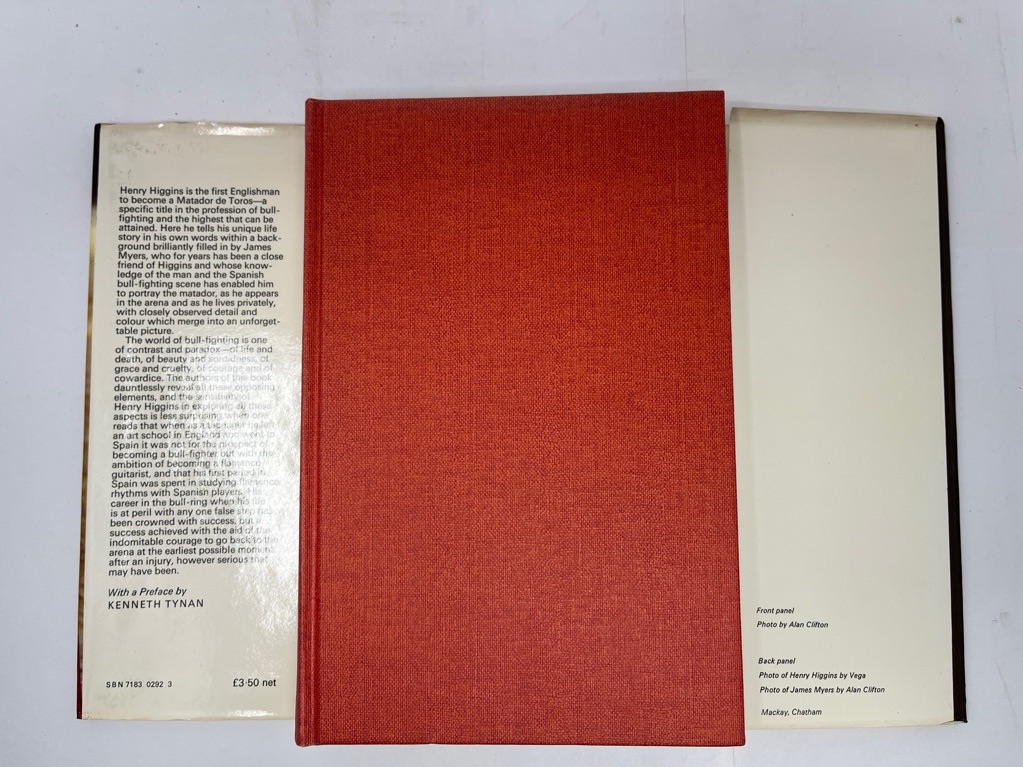 Henry Higgins is the first Englishman
to become a Matador de Toros—a
specific title in the profession of bull-
fighting and the highest that can be
attained. Here he tells his unique life
story in his own words within a back-
ground brilliantly filled in by James
Myers, who for years has been a close
friend of Higgins and whose know-
ledge of the man and the Spanish
bull-fighting scene has enabled him
to portray the matador, as he appears
in the arena and as he lives privately,
with closely observed detail and
colour which merge into an unforget-
table picture.
The world of bull-fighting is one
of contrast and paradox—of life and
death, of beauty and sordidness, of
grace and cruelty, of courage and of
cowardice. The authors of this book
dauntlessly reveal all these opposing
elements, and the sensitivity of
Henry Higgins in exploring all these
aspects is less surprising when one
reads that when as a he left
an art school in England and went to
Spain it was not for the prospect of
becoming a bull-fighter but with the
ambition of becoming a flamenco
guitarist, and that his first period in
Spain was spent in studying flamenco
rhythms with Spanish players. His
career in the bull-ring when his life
is at peril with any one false step has
been crowned with success, but a
success achieved with the aid of the
indomitable courage to go back to the
arena at the earliest possible moment
after an injury, however serious that
may have been.
With a Preface by
KENNETH TYNAN
SBN 7183 0292 3
£3·50 net
Front panel
Photo by Alan Clifton
Back panel
Photo of Henry Higgins by Vega
Photo of James Myers by Alan Clifton
Mackay, Chatham